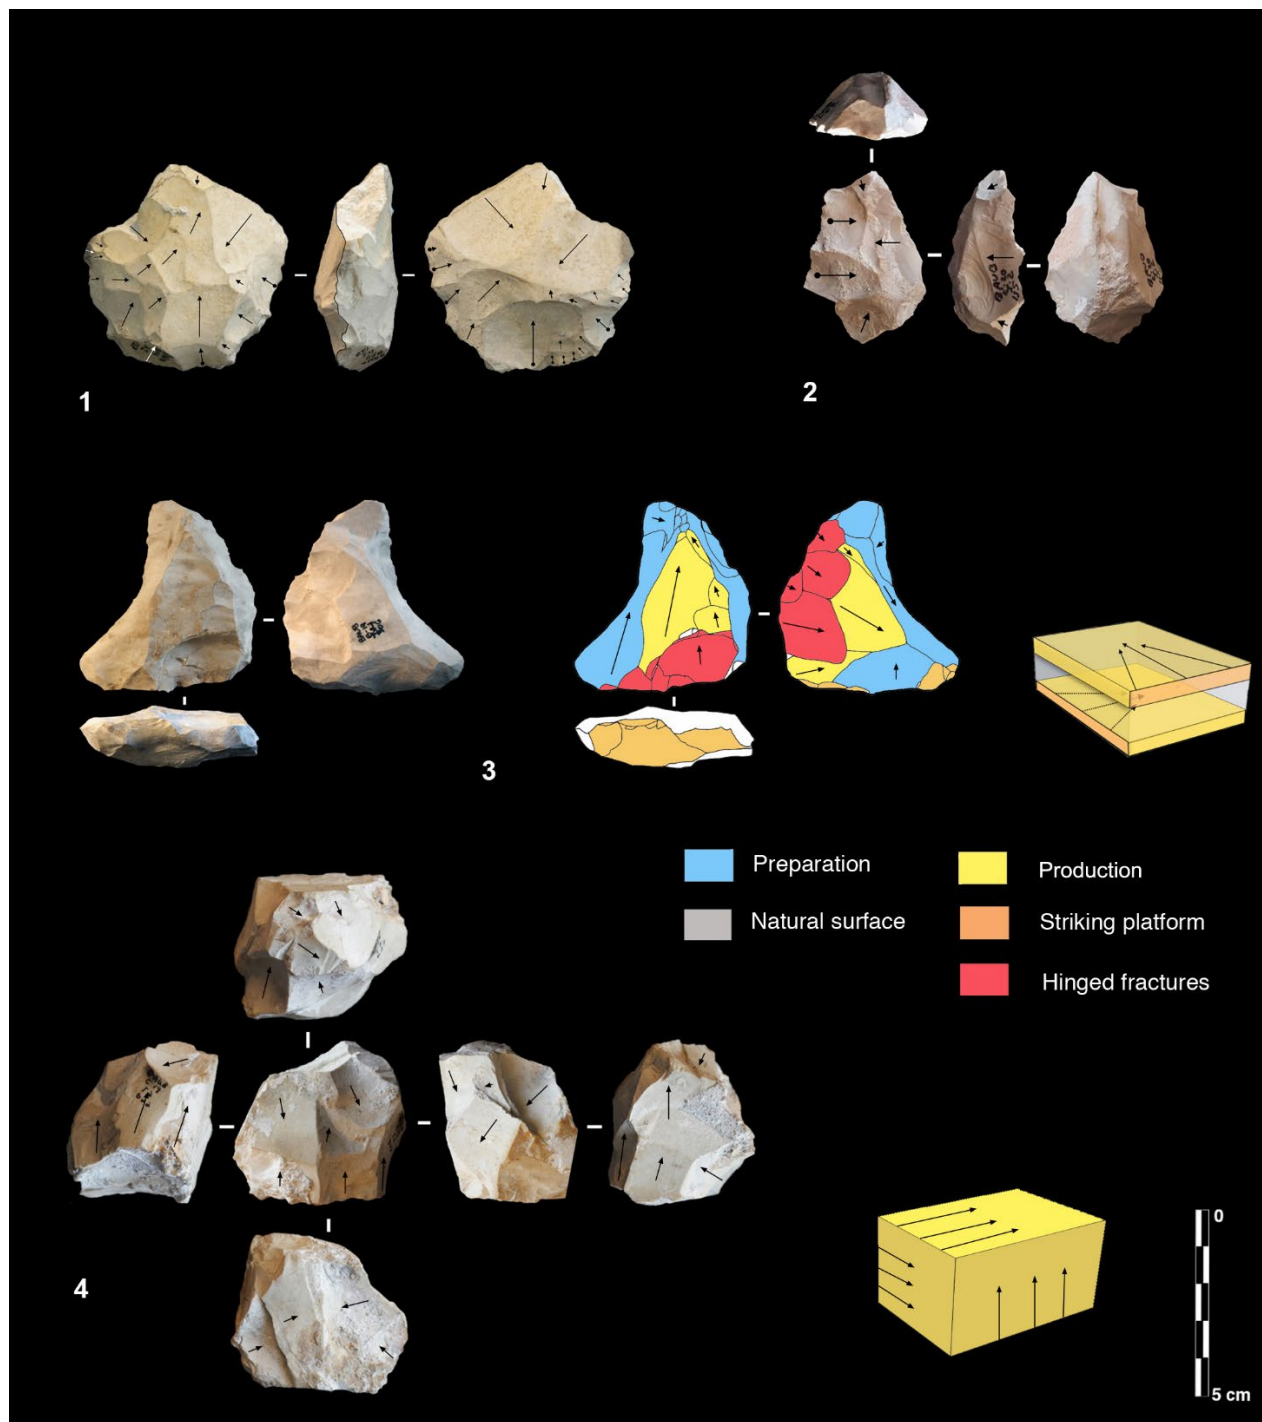 1
2
3
Preparation
Production
Natural surface
Striking platform
Hinged fractures
4
0
5 cm